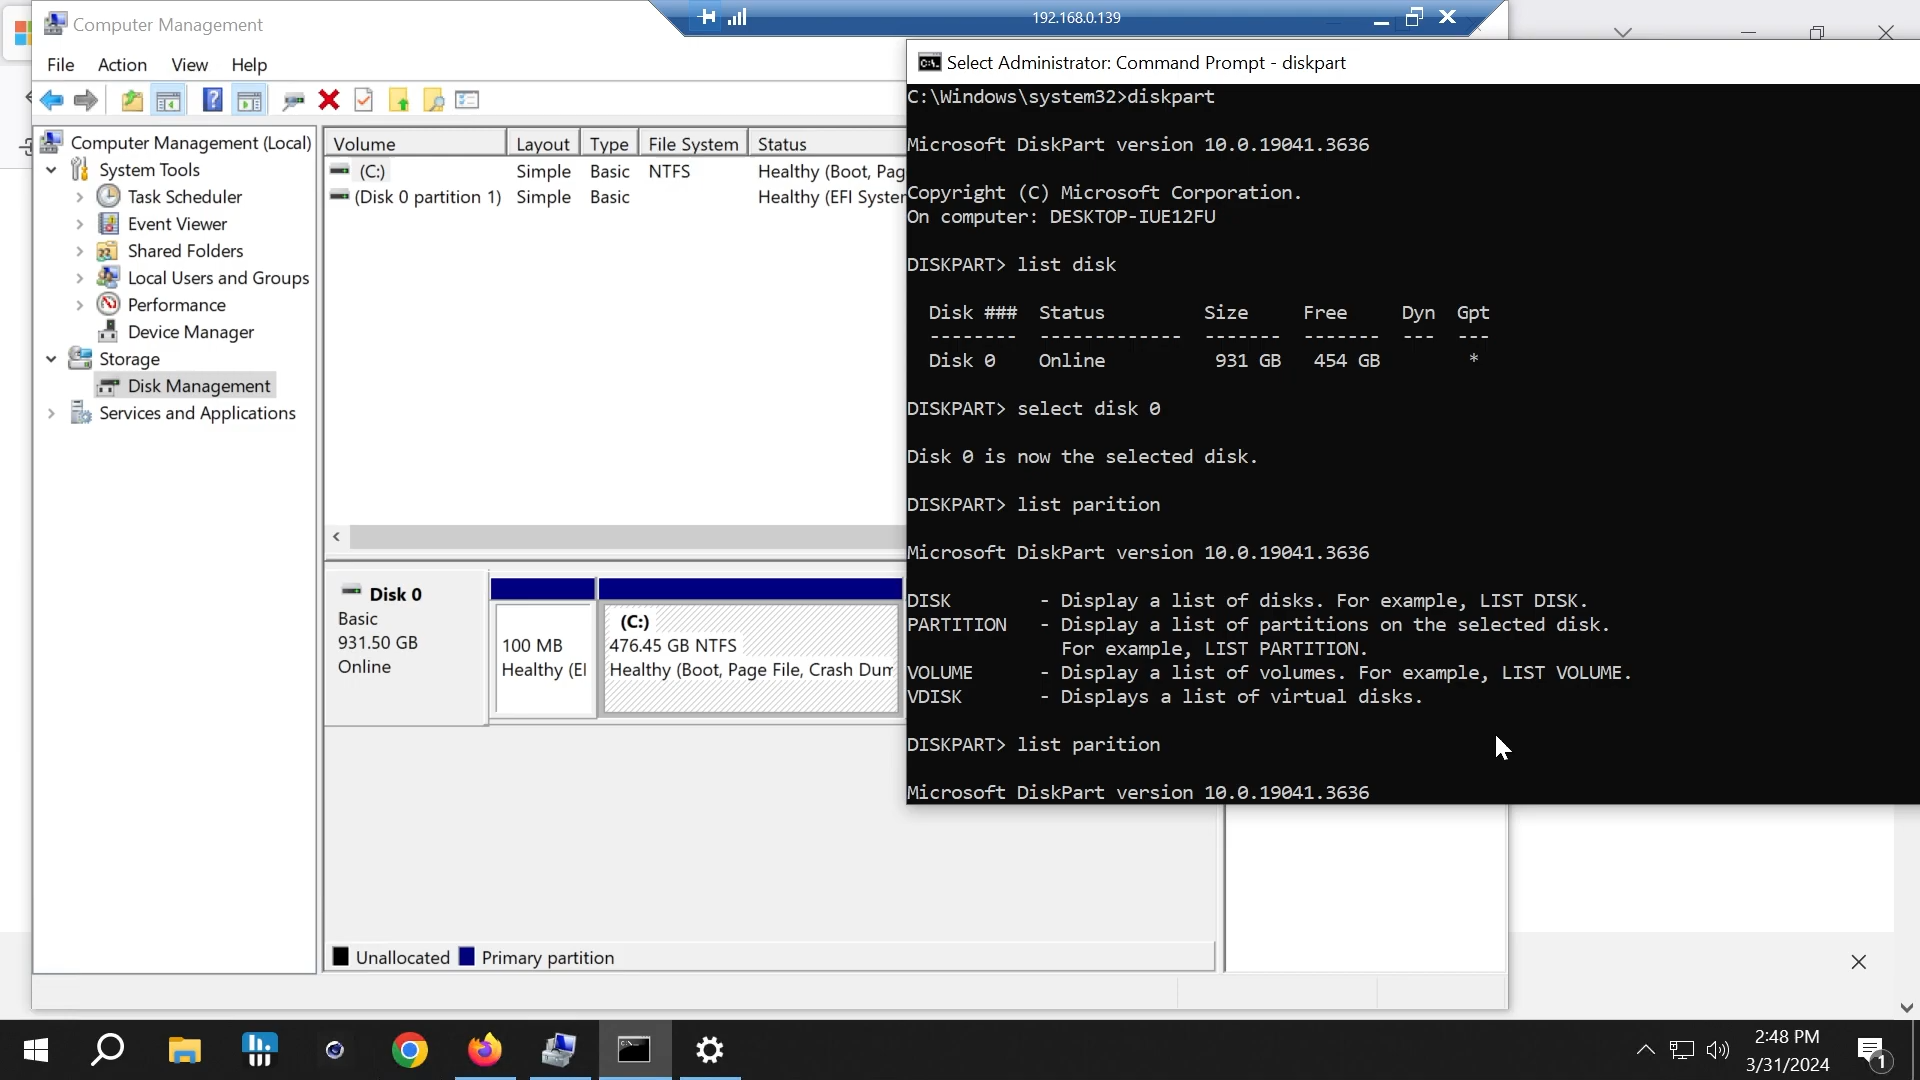 Computer Management
192.168.0.139
File Action View Help
Computer Management (Local)
System Tools
Task Scheduler
Event Viewer
Shared Folders
Local Users and Groups
Performance
Device Manager
Storage
Disk Management
Services and Applications
Volume Layout Type File System Status
(C:) Simple Basic NTFS Healthy (Boot, Pag
(Disk 0 partition 1) Simple Basic Healthy (EFI System
Disk 0
Basic
931.50 GB
Online
100 MB
Healthy (EI
(C:)
476.45 GB NTFS
Healthy (Boot, Page File, Crash Dum
Unallocated Primary partition
Select Administrator: Command Prompt - diskpart
C:\Windows\system32>diskpart
Microsoft DiskPart version 10.0.19041.3636
Copyright (C) Microsoft Corporation.
On computer: DESKTOP-IUE12FU
DISKPART> list disk
Disk ### Status Size Free Dyn Gpt
-------- ------------- ------- ------- --- ---
Disk 0 Online 931 GB 454 GB *
DISKPART> select disk 0
Disk 0 is now the selected disk.
DISKPART> list parition
Microsoft DiskPart version 10.0.19041.3636
DISK - Display a list of disks. For example, LIST DISK.
PARTITION - Display a list of partitions on the selected disk.
For example, LIST PARTITION.
VOLUME - Display a list of volumes. For example, LIST VOLUME.
VDISK - Displays a list of virtual disks.
DISKPART> list parition
Microsoft DiskPart version 10.0.19041.3636
2:48 PM
3/31/2024
1